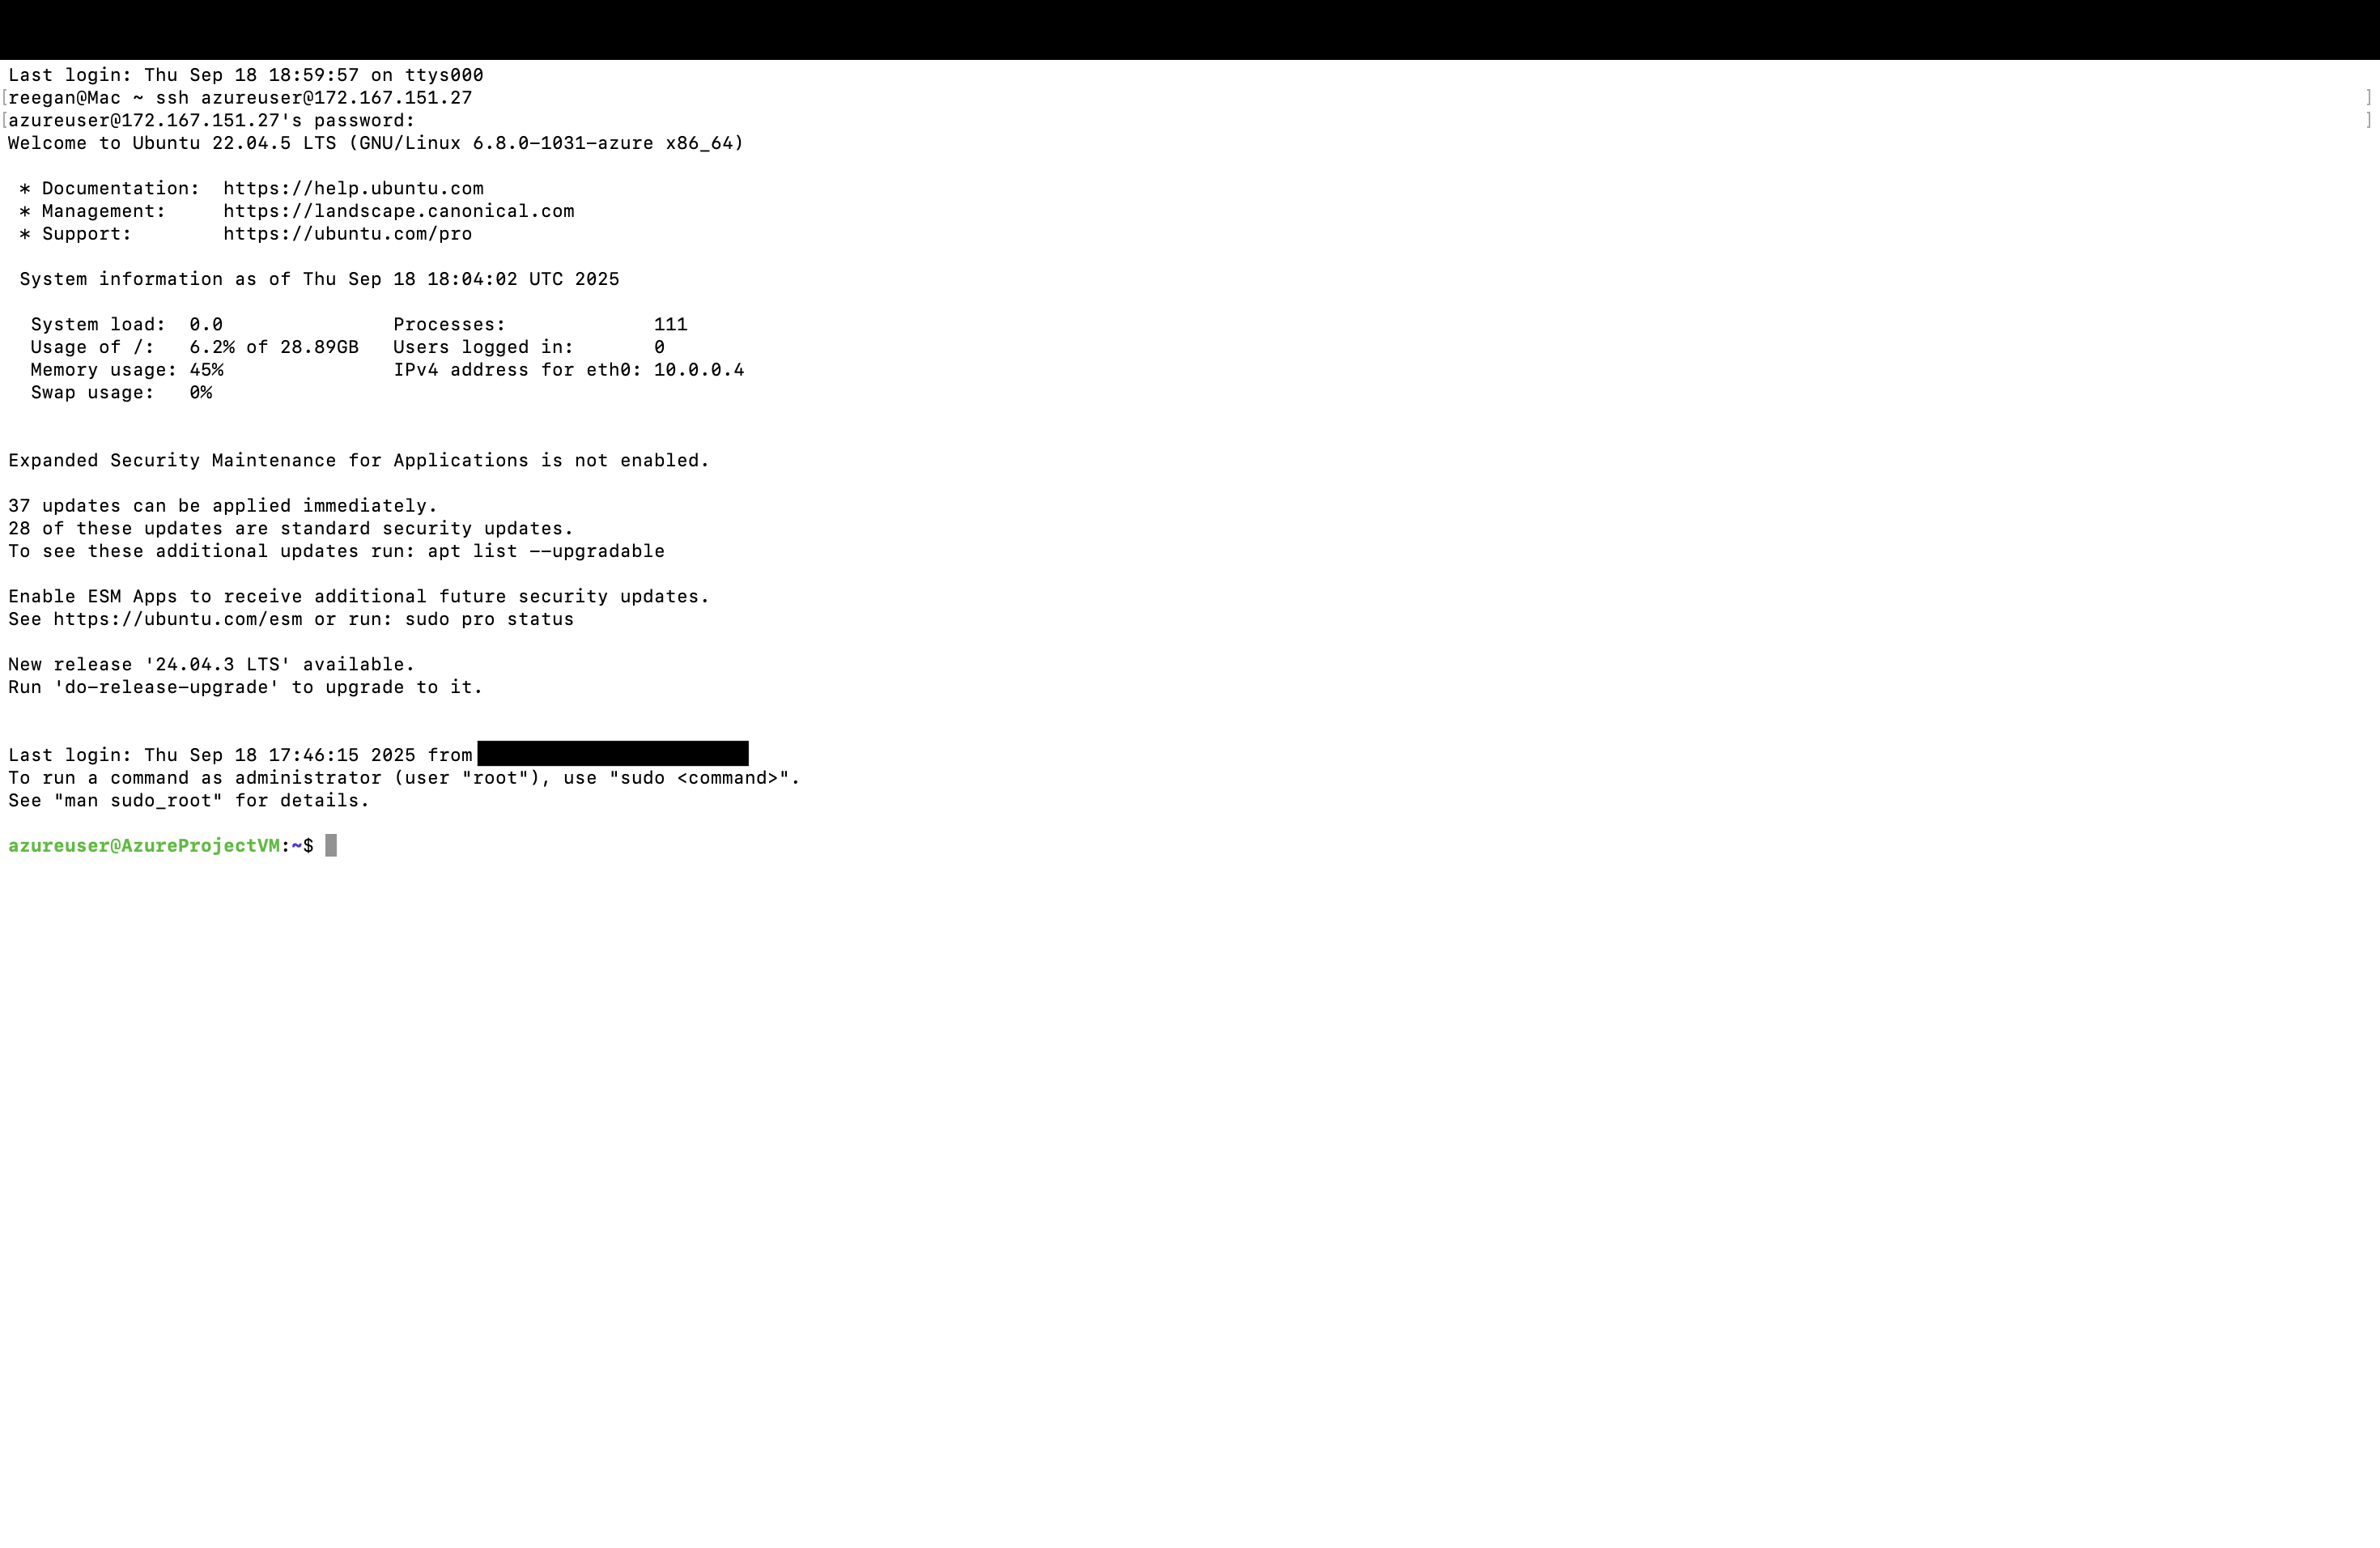 Last login: Thu Sep 18 18:59:57 on ttys000
[reegan@Mac ~ ssh azureuser@172.167.151.27 ]
[azureuser@172.167.151.27's password: ]
Welcome to Ubuntu 22.04.5 LTS (GNU/Linux 6.8.0-1031-azure x86_64)

 * Documentation:  https://help.ubuntu.com
 * Management:     https://landscape.canonical.com
 * Support:        https://ubuntu.com/pro

 System information as of Thu Sep 18 18:04:02 UTC 2025

  System load:  0.0               Processes:             111
  Usage of /:   6.2% of 28.89GB   Users logged in:       0
  Memory usage: 45%               IPv4 address for eth0: 10.0.0.4
  Swap usage:   0%

Expanded Security Maintenance for Applications is not enabled.

37 updates can be applied immediately.
28 of these updates are standard security updates.
To see these additional updates run: apt list --upgradable

Enable ESM Apps to receive additional future security updates.
See https://ubuntu.com/esm or run: sudo pro status

New release '24.04.3 LTS' available.
Run 'do-release-upgrade' to upgrade to it.

Last login: Thu Sep 18 17:46:15 2025 from
To run a command as administrator (user "root"), use "sudo <command>".
See "man sudo_root" for details.

azureuser@AzureProjectVM:~$